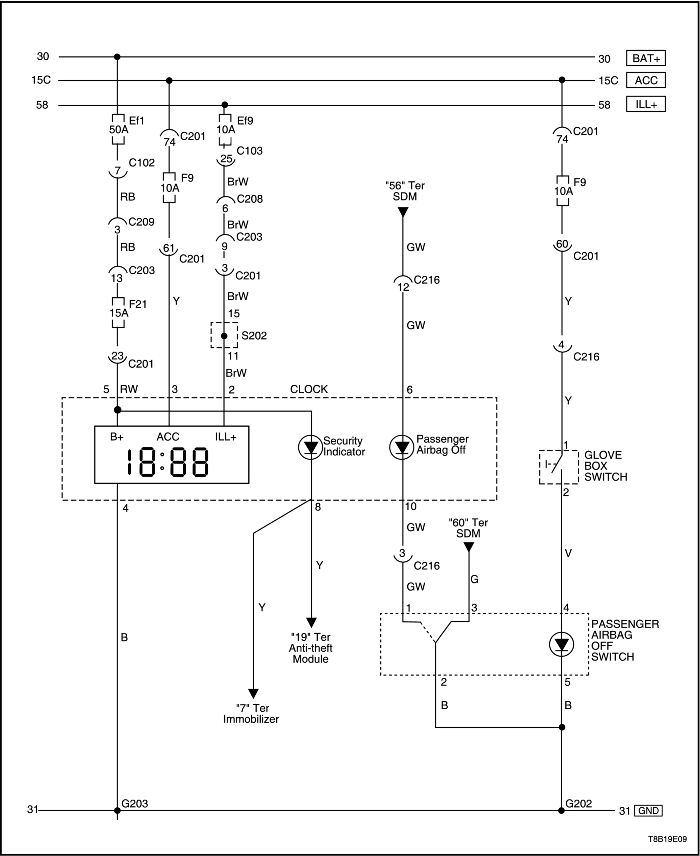 30 30 BAT+
15C 15C ACC
58 58 ILL+
Ef1
50A
C201
74
Ef9
10A
C201
74
7
C102
F9
10A
25
C103
"56" Ter
SDM
F9
10A
RB
BrW
6
C208
3
C209
BrW
RB
61
C201
9
C203
GW
60
C201
13
C203
3
C201
12
C216
F21
15A
Y
BrW
15
Y
S202
GW
11
4
C216
23
C201
BrW
5 RW 3 2 CLOCK 6
Y
B+ ACC ILL+
18:88
Security
Indicator
Passenger
Airbag Off
1
GLOVE
BOX
SWITCH
2
4 8 10
GW
"60" Ter
SDM
3
C216
V
Y
G
GW
Y
1 3 4
B
"19" Ter
Anti-theft
Module
PASSENGER
AIRBAG
OFF
SWITCH
2 5
"7" Ter
Immobilizer
B B
31 G203 G202 31 GND
T8B19E09